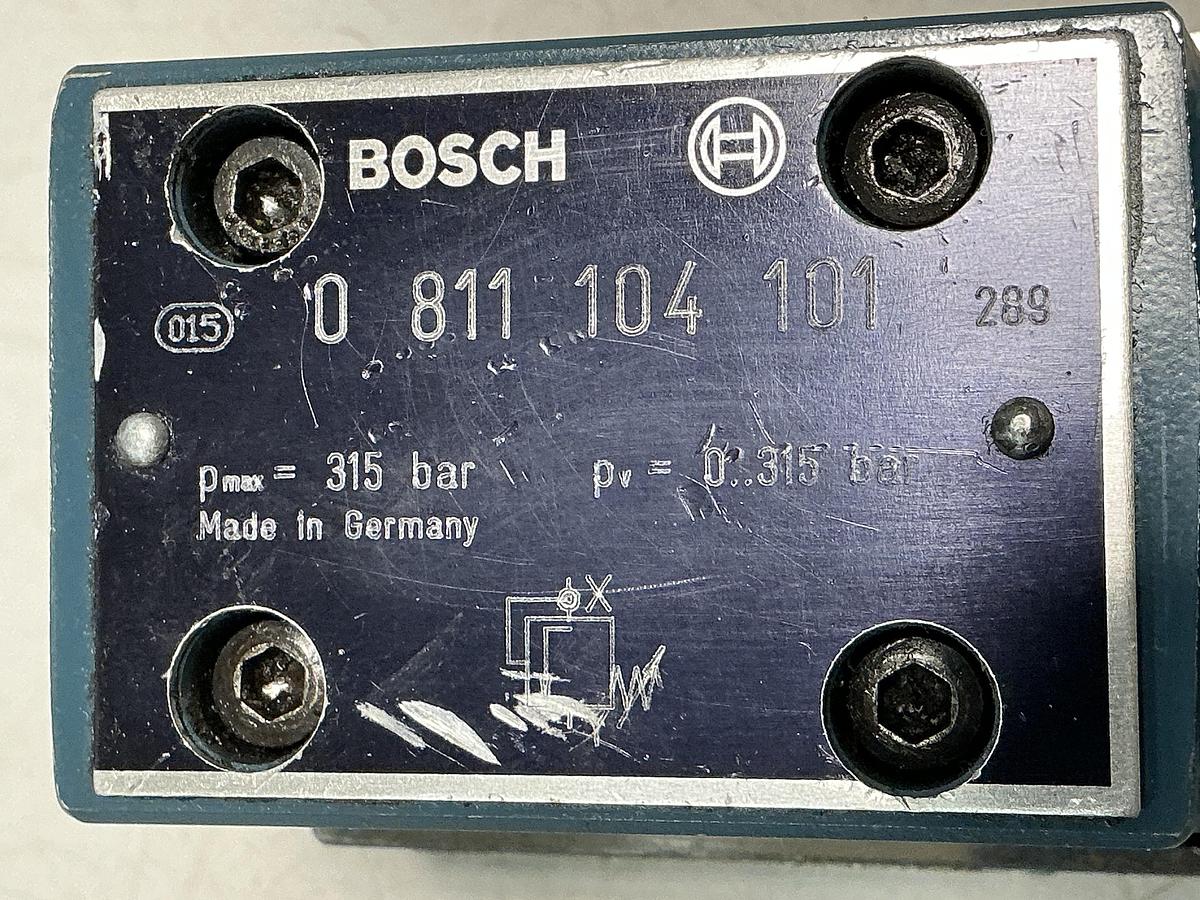 BOSCH
015 0 811 104 101 289
pmax = 315 bar pv = 0..315 bar
Made in Germany
X